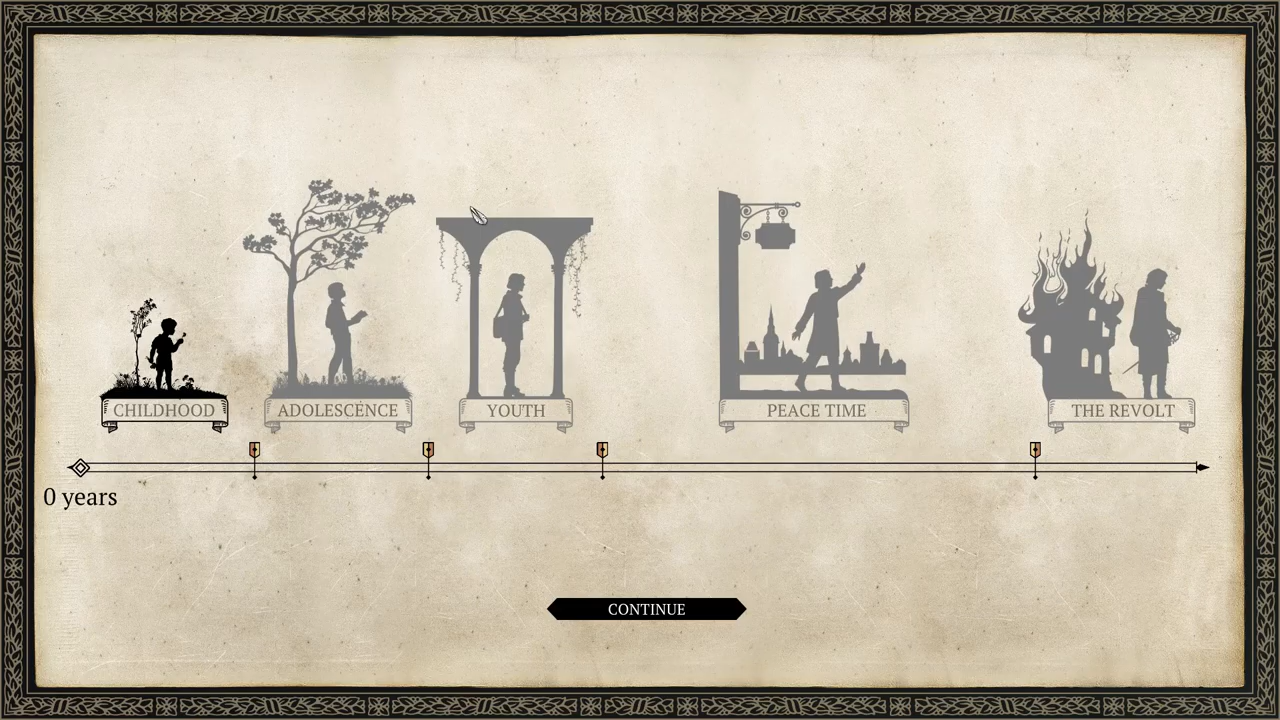 CHILDHOOD
ADOLESCENCE
YOUTH
PEACE TIME
THE REVOLT
0 years
CONTINUE